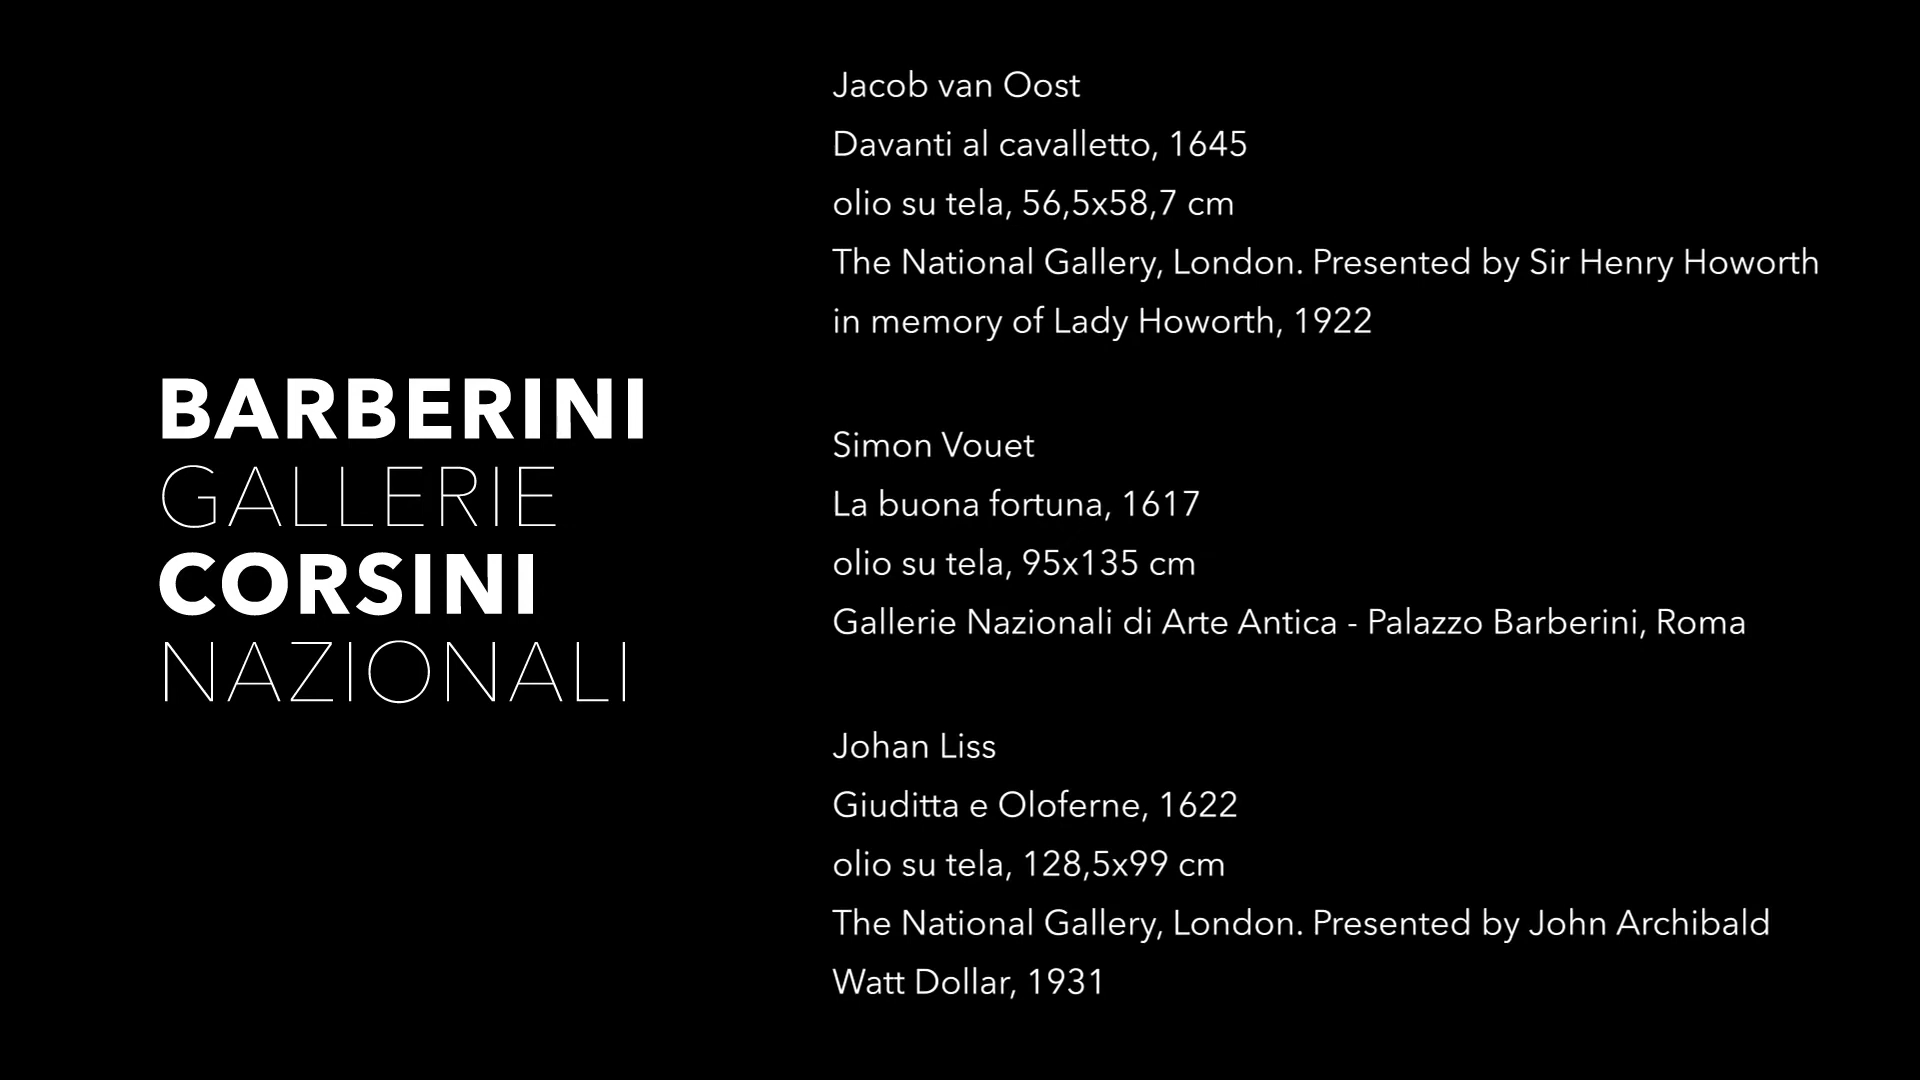 BARBERINI
GALLERIE
CORSINI
NAZIONALI
Jacob van Oost
Davanti al cavalletto, 1645
olio su tela, 56,5x58,7 cm
The National Gallery, London. Presented by Sir Henry Howorth
in memory of Lady Howorth, 1922
Simon Vouet
La buona fortuna, 1617
olio su tela, 95x135 cm
Gallerie Nazionali di Arte Antica - Palazzo Barberini, Roma
Johan Liss
Giuditta e Oloferne, 1622
olio su tela, 128,5x99 cm
The National Gallery, London. Presented by John Archibald
Watt Dollar, 1931